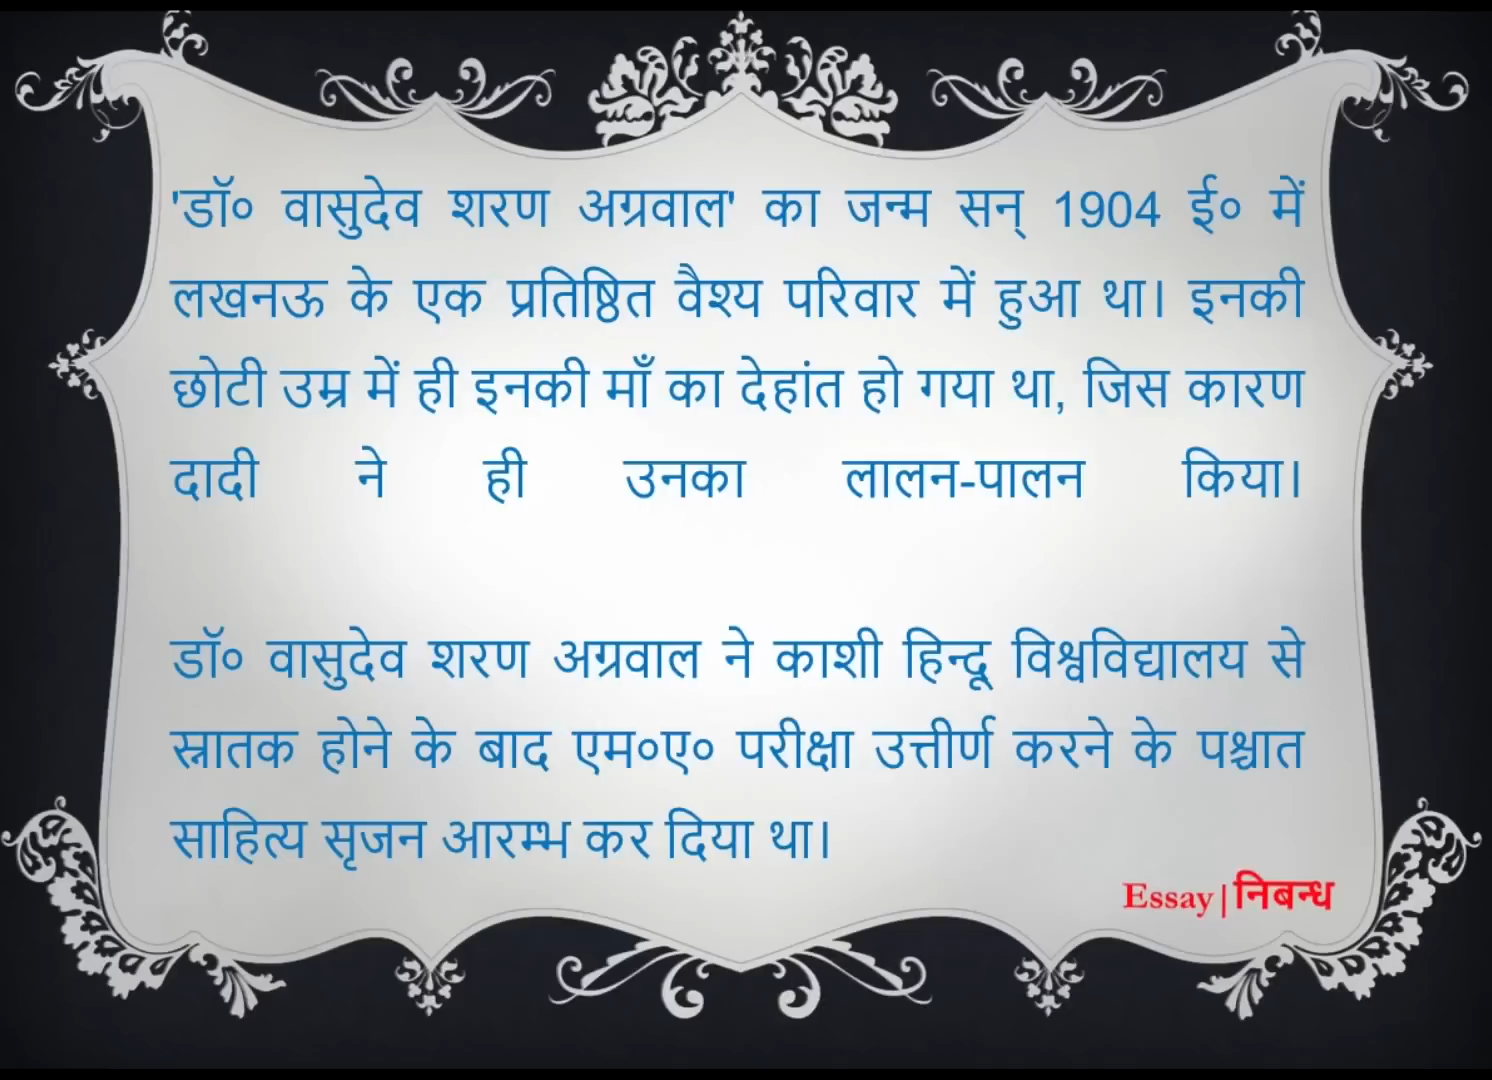 'डॉ० वासुदेव शरण अग्रवाल' का जन्म सन् 1904 ई० में
लखनऊ के एक प्रतिष्ठित वैश्य परिवार में हुआ था। इनकी
छोटी उम्र में ही इनकी माँ का देहांत हो गया था, जिस कारण
दादी ने ही उनका लालन-पालन किया।
डॉ० वासुदेव शरण अग्रवाल ने काशी हिन्दू विश्वविद्यालय से
स्नातक होने के बाद एम०ए० परीक्षा उत्तीर्ण करने के पश्चात
साहित्य सृजन आरम्भ कर दिया था।
Essay|निबन्ध